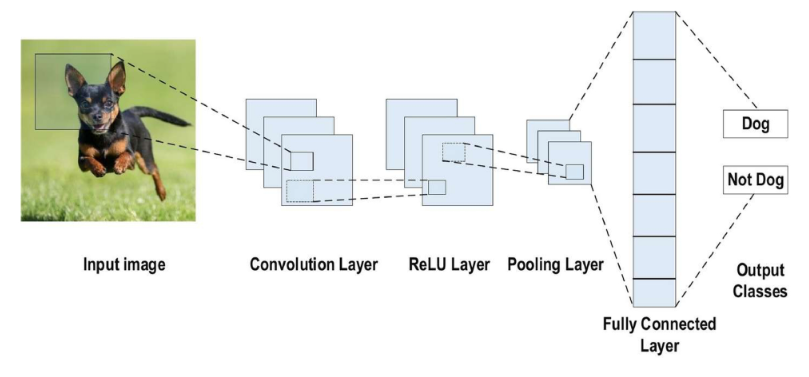 Dog
Not Dog
Input image
Convolution Layer
ReLU Layer
Pooling Layer
Output
Classes
Fully Connected
Layer